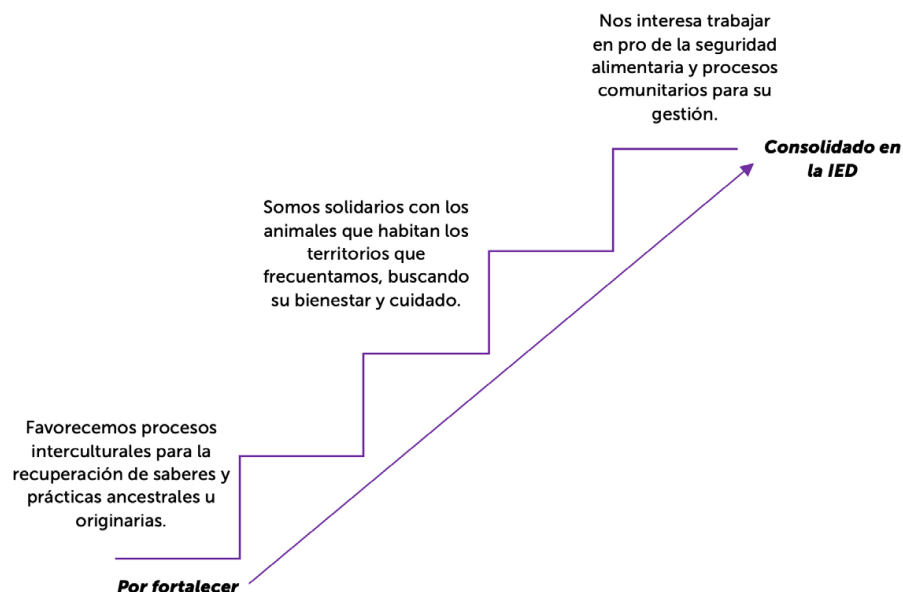 Nos interesa trabajar
en pro de la seguridad
alimentaria y procesos
comunitarios para su
gestión.
Consolidado en
la IED
Somos solidarios con los
animales que habitan los
territorios que
frecuentamos, buscando
su bienestar y cuidado.
Favorecemos procesos
interculturales para la
recuperación de saberes y
prácticas ancestrales u
originarias.
Por fortalecer